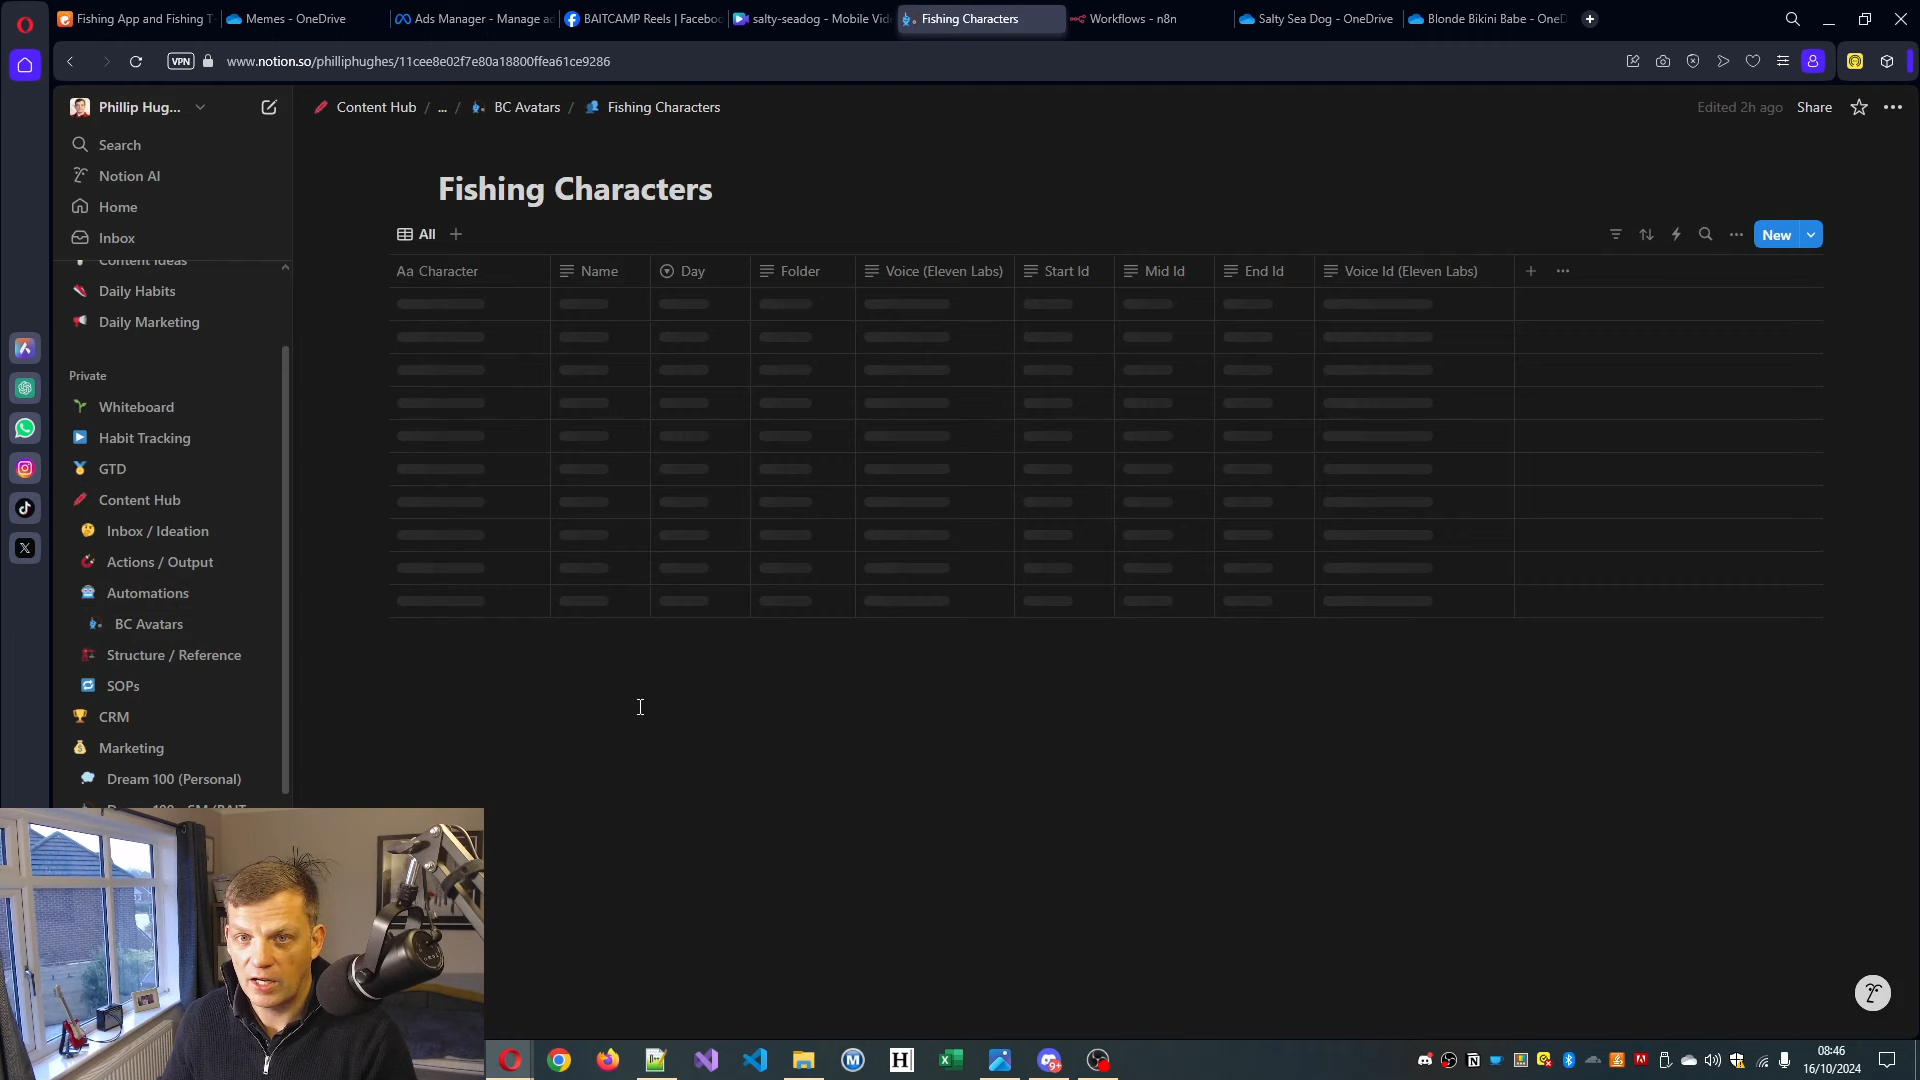 Fishing App and Fishing T
Memes - OneDrive
Ads Manager - Manage ad
BAITCAMP Reels | Faceboo
salty-seadog - Mobile Vid
Fishing Characters
Workflows - n8n
Salty Sea Dog - OneDrive
Blonde Bikini Babe - OneD
VPN
www.notion.so/philliphughes/11cee8e02f7e80a18800ffea61ce9286
Phillip Hug...
Content Hub / ... / BC Avatars / Fishing Characters
Edited 2h ago
Share
Search
Notion AI
Home
Inbox
Content Ideas
Daily Habits
Daily Marketing
Private
Whiteboard
Habit Tracking
GTD
Content Hub
Inbox / Ideation
Actions / Output
Automations
BC Avatars
Structure / Reference
SOPs
CRM
Marketing
Dream 100 (Personal)
Fishing Characters
All
New
Aa Character
Name
Day
Folder
Voice (Eleven Labs)
Start Id
Mid Id
End Id
Voice Id (Eleven Labs)
9+
08:46
16/10/2024